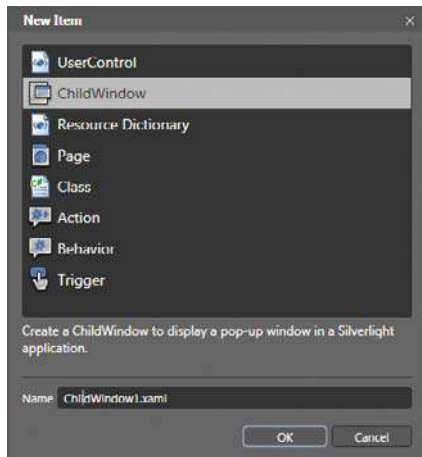 New Item
UserControl
ChildWindow
Resource Dictionary
Page
Class
Action
Behavior
Trigger
Create a ChildWindow to display a pop-up window in a Silverlight
application.
Name ChildWindow1.xaml
OK Cancel